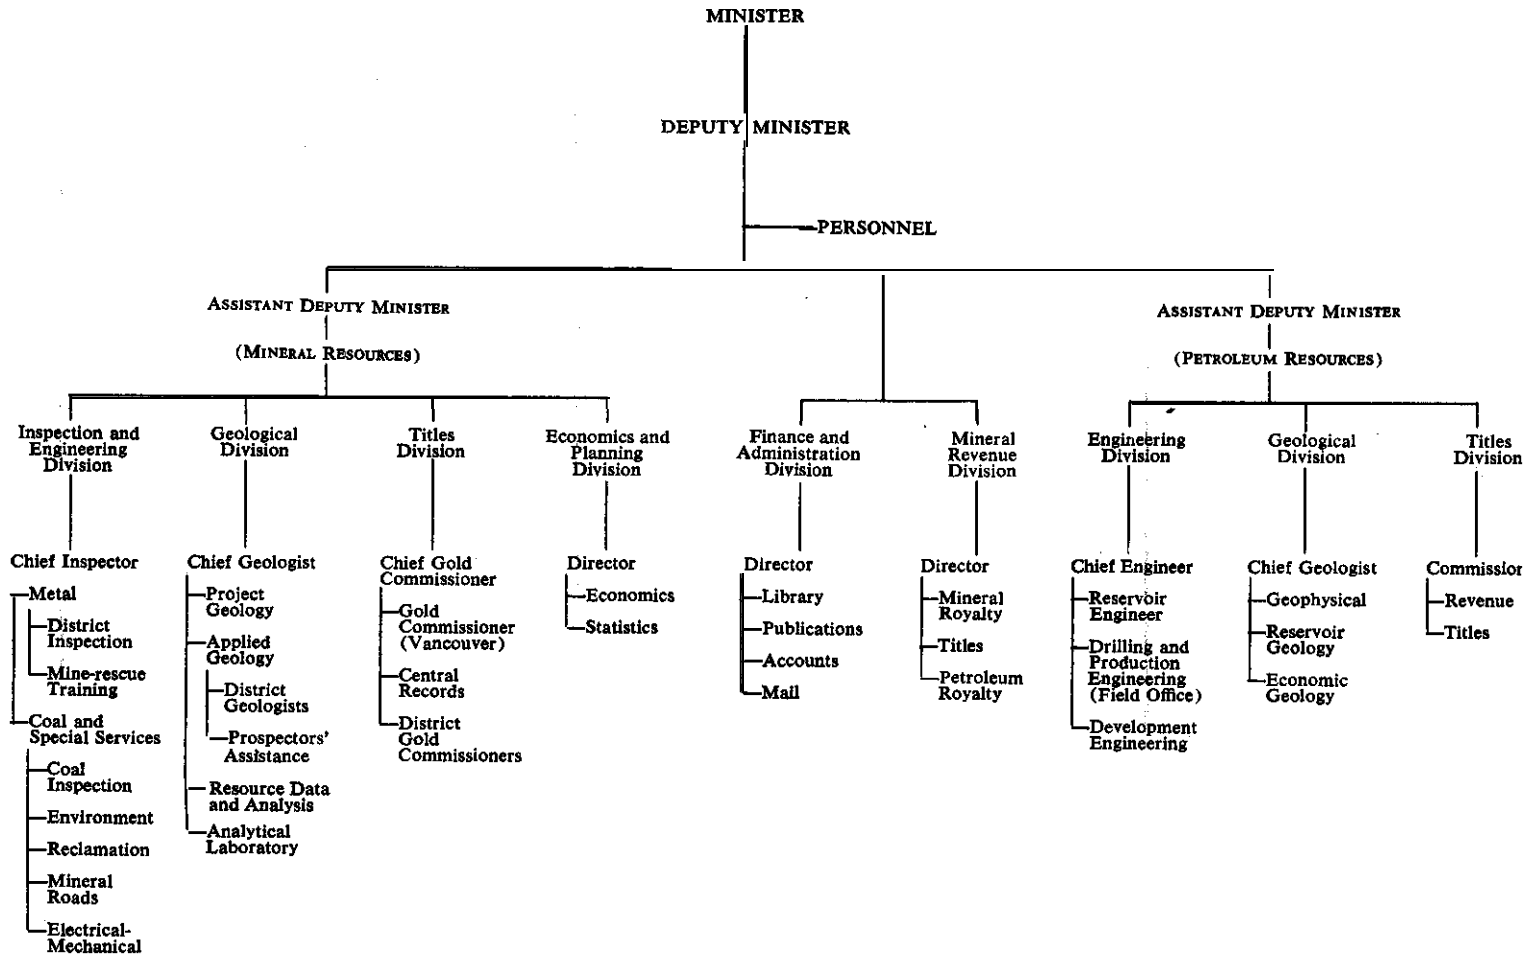 MINISTER
DEPUTY MINISTER
PERSONNEL
ASSISTANT DEPUTY MINISTER
(MINERAL RESOURCES)
ASSISTANT DEPUTY MINISTER
(PETROLEUM RESOURCES)
Inspection and
Engineering
Division
Geological
Division
Titles
Division
Economics and
Planning
Division
Finance and
Administration
Division
Mineral
Revenue
Division
Engineering
Division
Geological
Division
Titles
Division
Chief Inspector
Metal
District
Inspection
Mine-rescue
Training
Coal and
Special Services
Coal
Inspection
Environment
Reclamation
Mineral
Roads
Electrical-
Mechanical
Chief Geologist
Project
Geology
Applied
Geology
District
Geologists
Prospectors'
Assistance
Resource Data
and Analysis
Analytical
Laboratory
Chief Gold
Commissioner
Gold
Commissioner
(Vancouver)
Central
Records
District
Gold
Commissioners
Director
Economics
Statistics
Director
Library
Publications
Accounts
Mail
Director
Mineral
Royalty
Titles
Petroleum
Royalty
Chief Engineer
Reservoir
Engineer
Drilling and
Production
Engineering
(Field Office)
Development
Engineering
Chief Geologist
Geophysical
Reservoir
Geology
Economic
Geology
Commission
Revenue
Titles